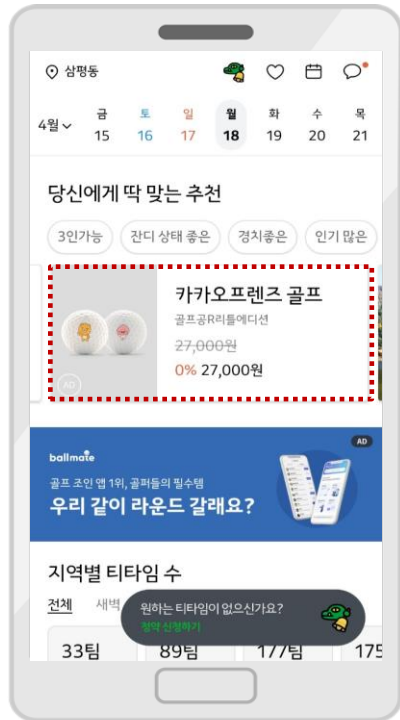 삼평동
4월
금 토 일 월 화 수 목
15 16 17 18 19 20 21
당신에게 딱 맞는 추천
3인가능 잔디 상태 좋은 경치좋은 인기 많은
카카오프렌즈 골프
골프공R리틀에디션
27,000원
0% 27,000원
AD
AD
ballmate
골프 조인 앱 1위, 골퍼들의 필수템
우리 같이 라운드 갈래요?
지역별 티타임 수
전체 새벽
원하는 티타임이 없으신가요?
청약 신청하기
33팀 89팀 177팀 175